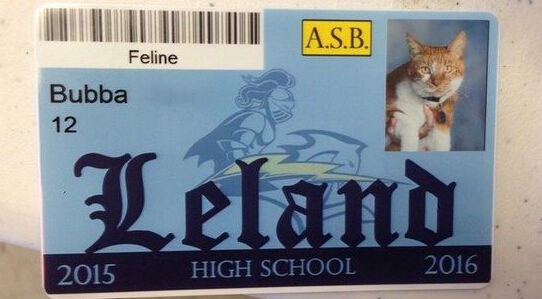 Feline
A.S.B.
Bubba
12
Leland
2015 HIGH SCHOOL 2016